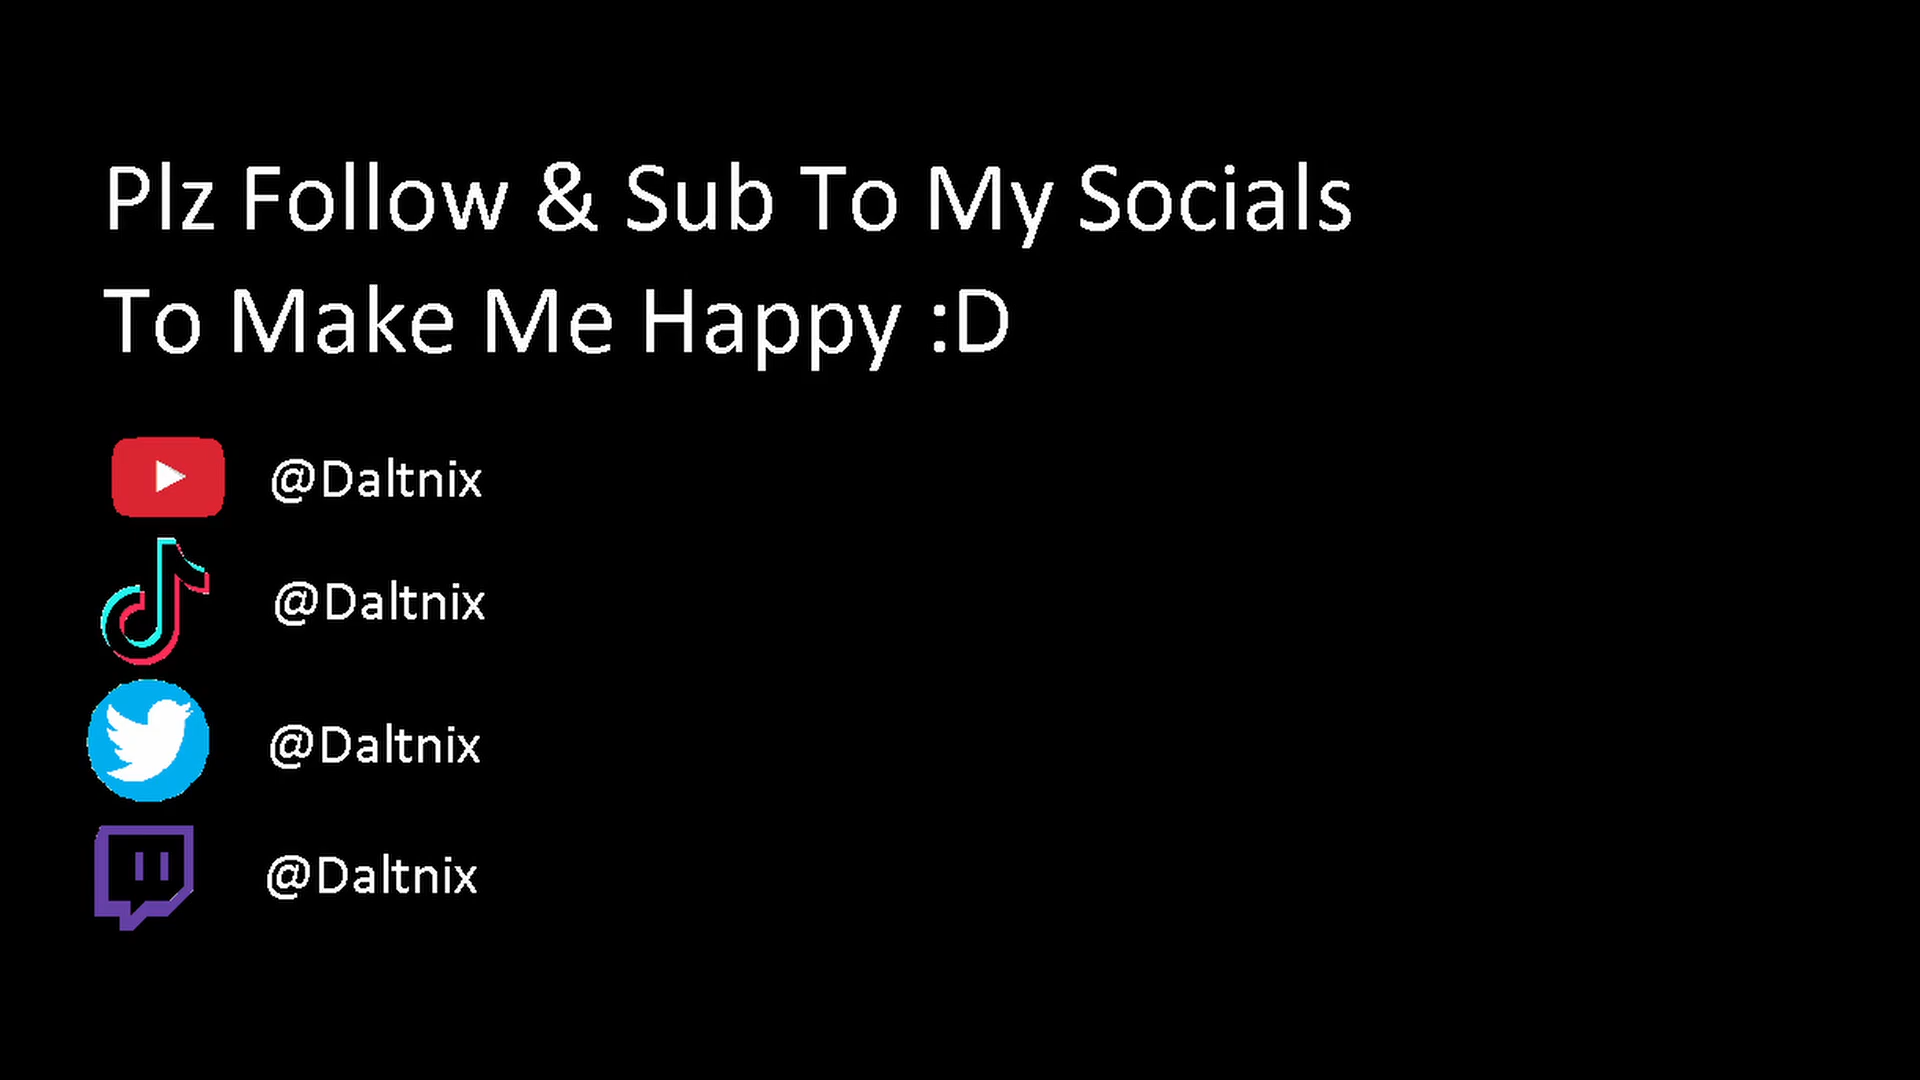 Plz Follow & Sub To My Socials
To Make Me Happy :D
@Daltnix
@Daltnix
@Daltnix
@Daltnix